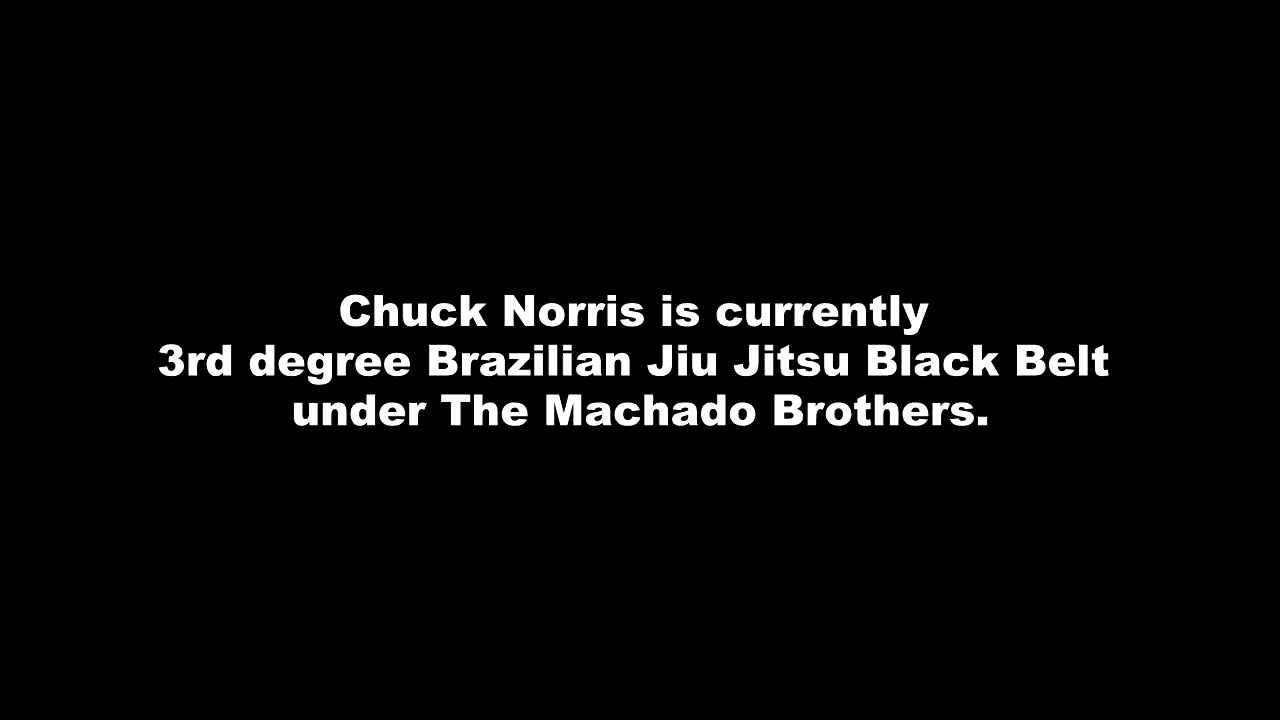 Chuck Norris is currently
3rd degree Brazilian Jiu Jitsu Black Belt
under The Machado Brothers.